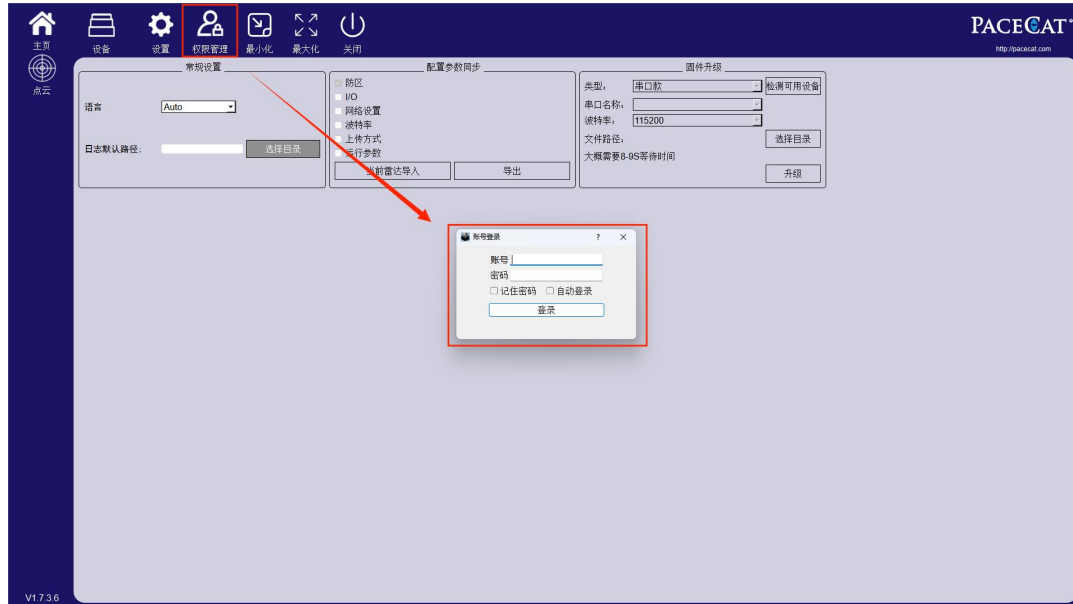 主页
设备
设置
权限管理
最小化
最大化
关闭
PACECAT
http://pacecat.com
点云
常规设置
语言
Auto
日志默认路径:
选择目录
配置参数同步
防区
I/O
网络设置
波特率
上传方式
运行参数
当前雷达导入
导出
固件升级
类型:
串口款
检测可用设备
串口名称:
波特率:
115200
文件路径:
选择目录
大概需要8-9S等待时间
升级
账号登录
?
账号
密码
记住密码
自动登录
登录
V1.7.3.6